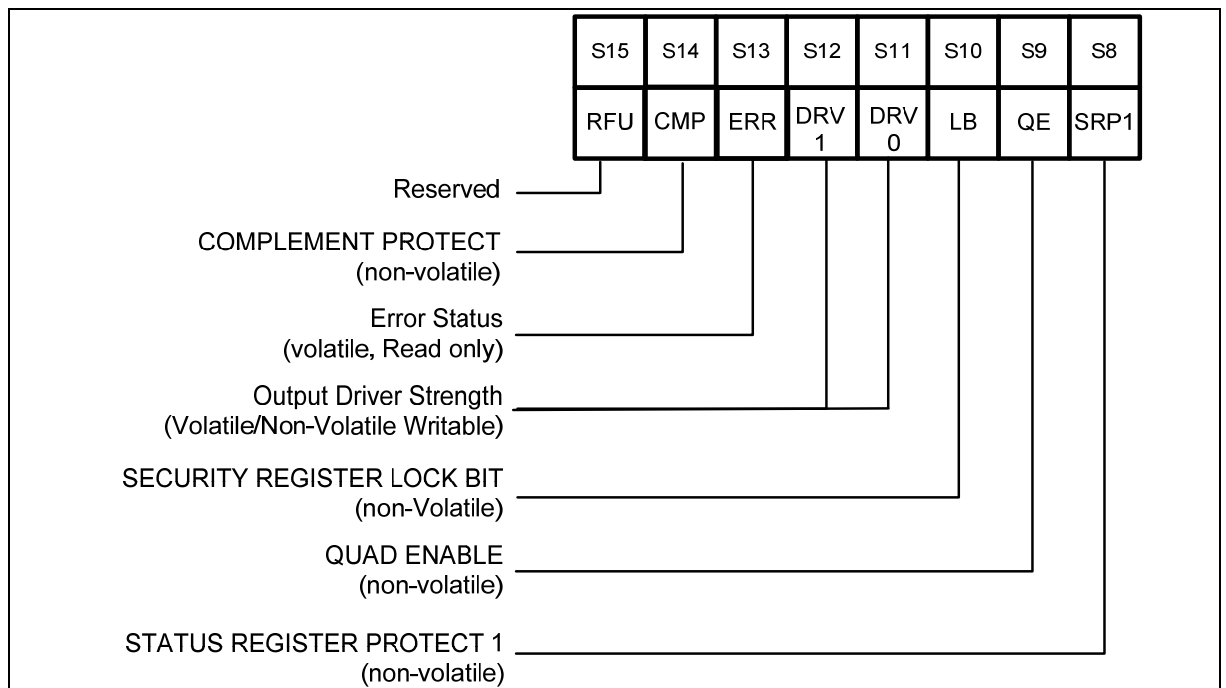 S15 S14 S13 S12 S11 S10 S9 S8
RFU CMP ERR DRV 1 DRV 0 LB QE SRP1
Reserved
COMPLEMENT PROTECT
(non-volatile)
Error Status
(volatile, Read only)
Output Driver Strength
(Volatile/Non-Volatile Writable)
SECURITY REGISTER LOCK BIT
(non-Volatile)
QUAD ENABLE
(non-volatile)
STATUS REGISTER PROTECT 1
(non-volatile)